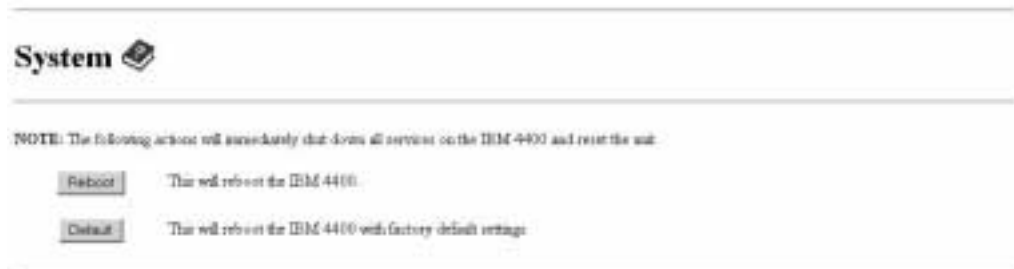 System
NOTE: The following actions will immediately shut down all services on the IBM 4400 and reset the unit
Reboot This will reboot the IBM 4400.
Default This will reboot the IBM 4400 with factory default settings